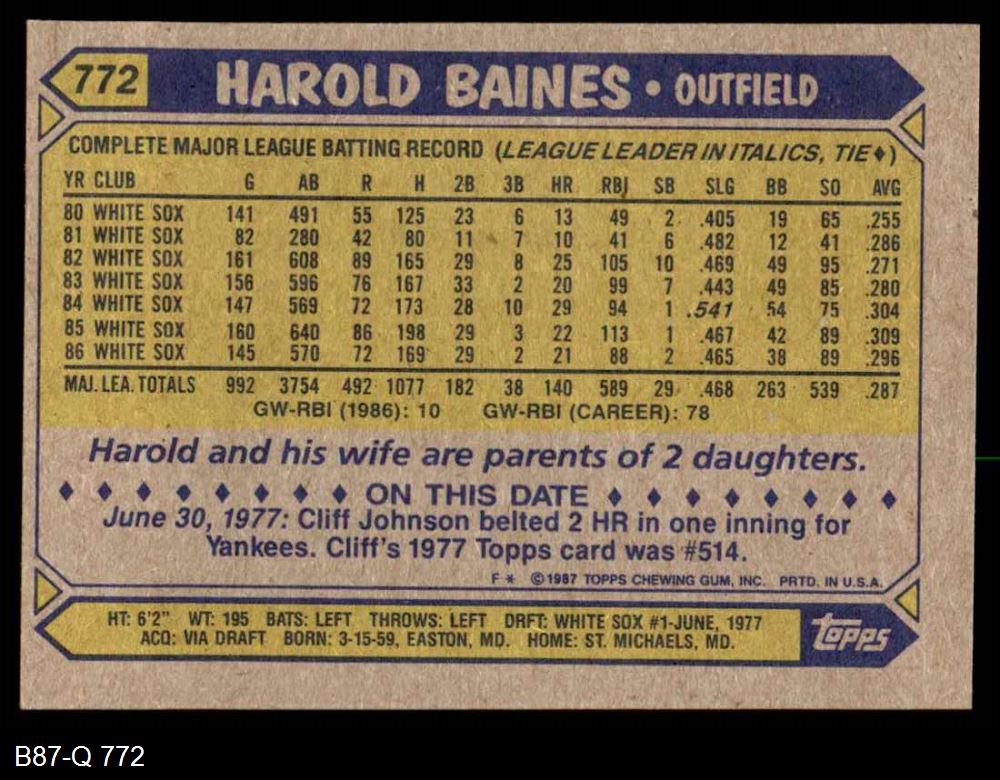 772 HAROLD BAINES • OUTFIELD
COMPLETE MAJOR LEAGUE BATTING RECORD (LEAGUE LEADER IN ITALICS, TIE♦)
YR CLUB G AB R H 2B 3B HR RBI SB SLG BB SO AVG
80 WHITE SOX 141 491 55 125 23 6 13 49 2 .405 19 65 .255
81 WHITE SOX 82 280 42 80 11 7 10 41 6 .482 12 41 .286
82 WHITE SOX 161 608 89 165 29 8 25 105 10 .469 49 95 .271
83 WHITE SOX 156 596 76 167 33 2 20 99 7 .443 49 85 .280
84 WHITE SOX 147 569 72 173 28 10 29 94 1 .541 54 75 .304
85 WHITE SOX 160 640 86 198 29 3 22 113 1 .467 42 89 .309
86 WHITE SOX 145 570 72 169 29 2 21 88 2 .465 38 89 .296
MAJ. LEA. TOTALS 992 3754 492 1077 182 38 140 589 29 .468 263 539 .287
GW-RBI (1986): 10 GW-RBI (CAREER): 78
Harold and his wife are parents of 2 daughters.
♦ ♦ ♦ ♦ ♦ ♦ ♦ ♦ ON THIS DATE ♦ ♦ ♦ ♦ ♦ ♦ ♦ ♦
June 30, 1977: Cliff Johnson belted 2 HR in one inning for
Yankees. Cliff's 1977 Topps card was #514.
F * © 1987 TOPPS CHEWING GUM, INC. PRTD. IN U.S.A.
HT: 6'2" WT: 195 BATS: LEFT THROWS: LEFT DRFT: WHITE SOX #1-JUNE, 1977
ACQ: VIA DRAFT BORN: 3-15-59, EASTON, MD. HOME: ST. MICHAELS, MD.
topps
B87-Q 772